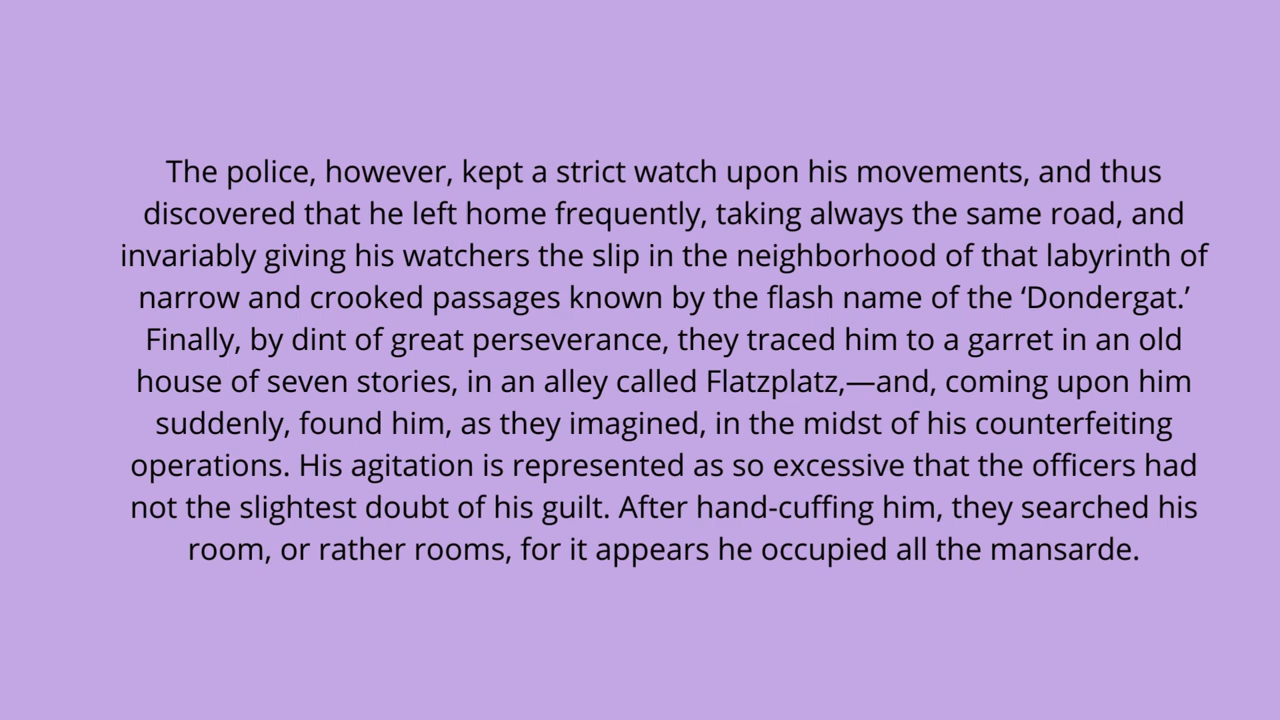 The police, however, kept a strict watch upon his movements, and thus
discovered that he left home frequently, taking always the same road, and
invariably giving his watchers the slip in the neighborhood of that labyrinth of
narrow and crooked passages known by the flash name of the ‘Dondergat.’
Finally, by dint of great perseverance, they traced him to a garret in an old
house of seven stories, in an alley called Flatzplatz,—and, coming upon him
suddenly, found him, as they imagined, in the midst of his counterfeiting
operations. His agitation is represented as so excessive that the officers had
not the slightest doubt of his guilt. After hand-cuffing him, they searched his
room, or rather rooms, for it appears he occupied all the mansarde.